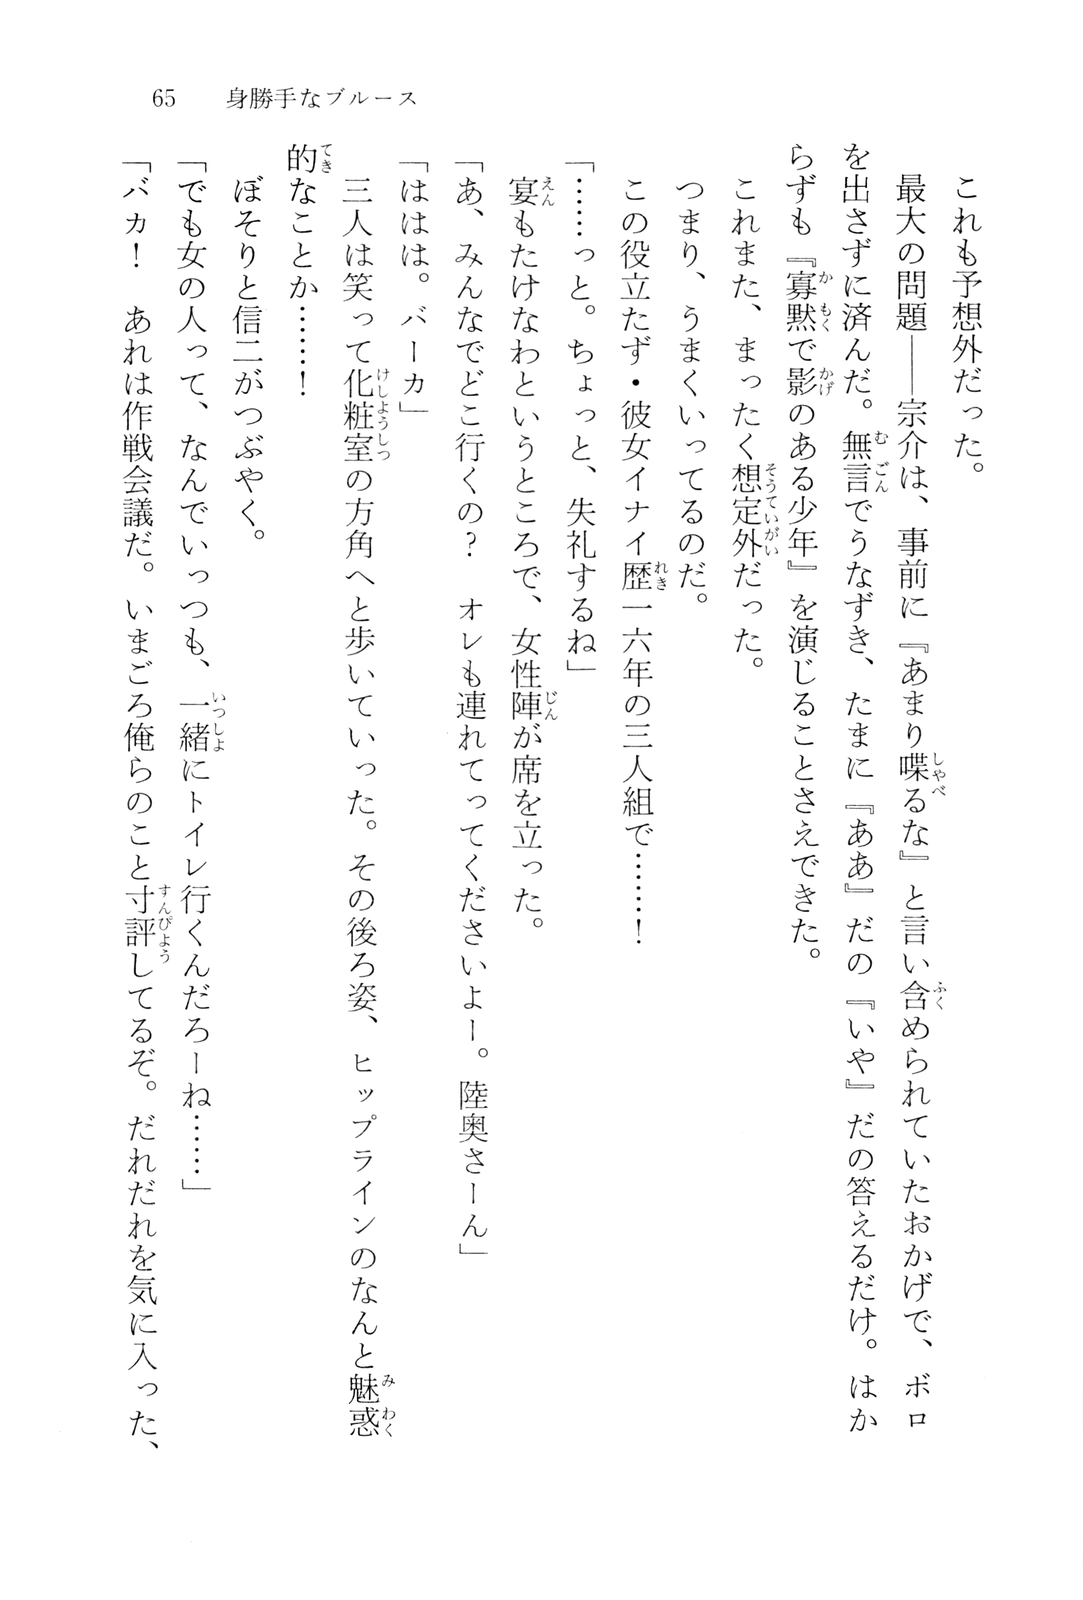 65　身勝手なブルース
これも予想外だった。
最大の問題――宗介は、事前に『あまり喋るな』と言い含められていたおかげで、ボロ
を出さずに済んだ。無言でうなずき、たまに『ああ』だの『いや』だの答えるだけ。はか
らずも『寡黙で影のある少年』を演じることさえできた。
これまた、まったく想定外だった。
つまり、うまくいってるのだ。
この役立たず・彼女イナイ歴一六年の三人組で……！
「……っと。ちょっと、失礼するね」
宴もたけなわというところで、女性陣が席を立った。
「あ、みんなでどこ行くの？　オレも連れてってくださいよー。陸奥さーん」
「ははは。バーカ」
三人は笑って化粧室の方角へと歩いていった。その後ろ姿、ヒップラインのなんと魅惑
的なことか……！
ぼそりと信二がつぶやく。
「でも女の人って、なんでいっつも、一緒にトイレ行くんだろーね……」
「バカ！　あれは作戦会議だ。いまごろ俺らのこと寸評してるぞ。だれだれを気に入った、